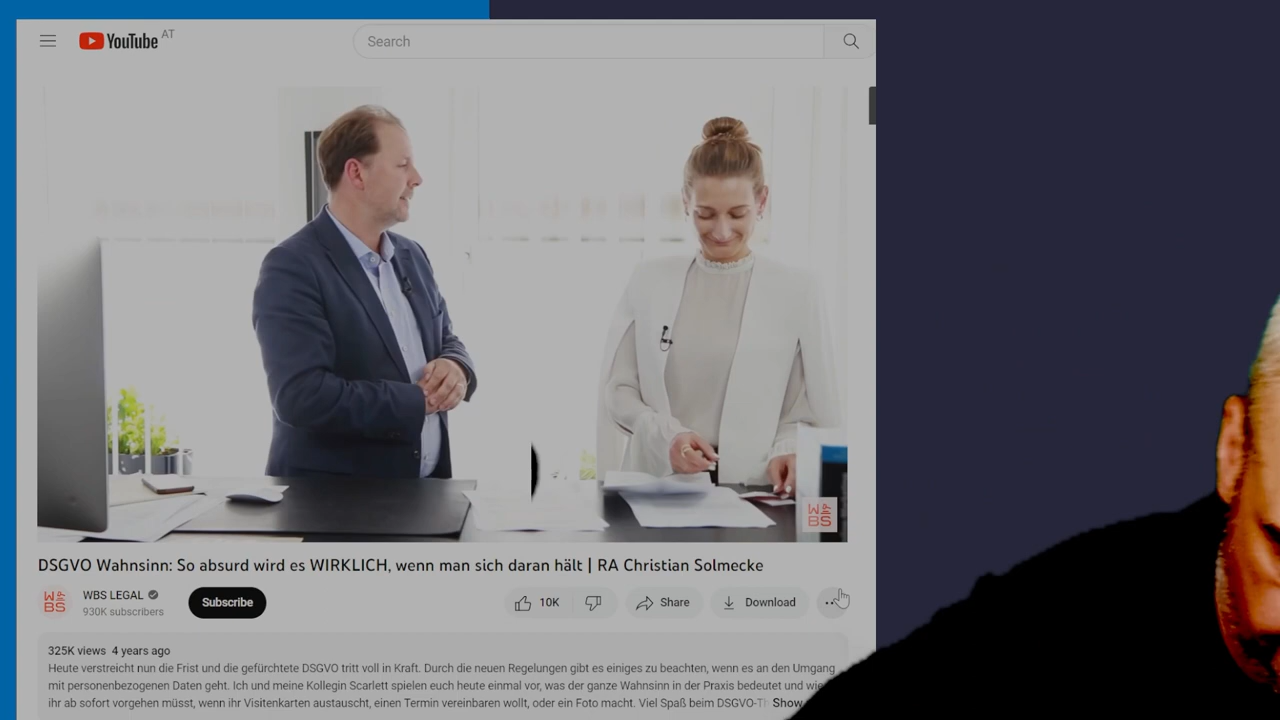 YouTube AT
Search
WBS
DSGVO Wahnsinn: So absurd wird es WIRKLICH, wenn man sich daran hält | RA Christian Solmecke
WBS
WBS LEGAL
930K subscribers
Subscribe
10K
Share
Download
325K views 4 years ago
Heute verstreicht nun die Frist und die gefürchtete DSGVO tritt voll in Kraft. Durch die neuen Regelungen gibt es einiges zu beachten, wenn es an den Umgang
mit personenbezogenen Daten geht. Ich und meine Kollegin Scarlett spielen euch heute einmal vor, was der ganze Wahnsinn in der Praxis bedeutet und wie
ihr ab sofort vorgehen müsst, wenn ihr Visitenkarten austauscht, einen Termin vereinbaren wollt, oder ein Foto macht. Viel Spaß beim DSGVO-Th Show